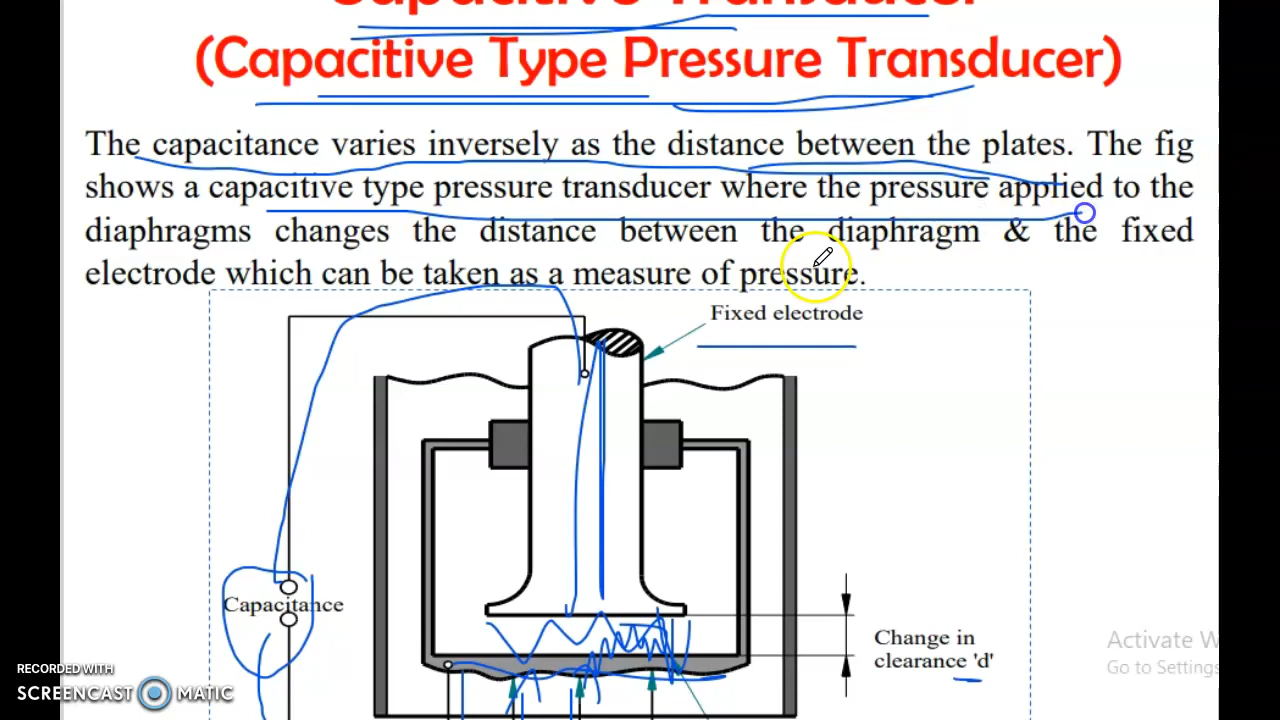 Capacitive Transducer
(Capacitive Type Pressure Transducer)
The capacitance varies inversely as the distance between the plates. The fig
shows a capacitive type pressure transducer where the pressure applied to the
diaphragms changes the distance between the diaphragm & the fixed
electrode which can be taken as a measure of pressure.
Fixed electrode
Capacitance
Change in
clearance 'd'
Activate W
Go to Settings
RECORDED WITH
SCREENCAST MATIC